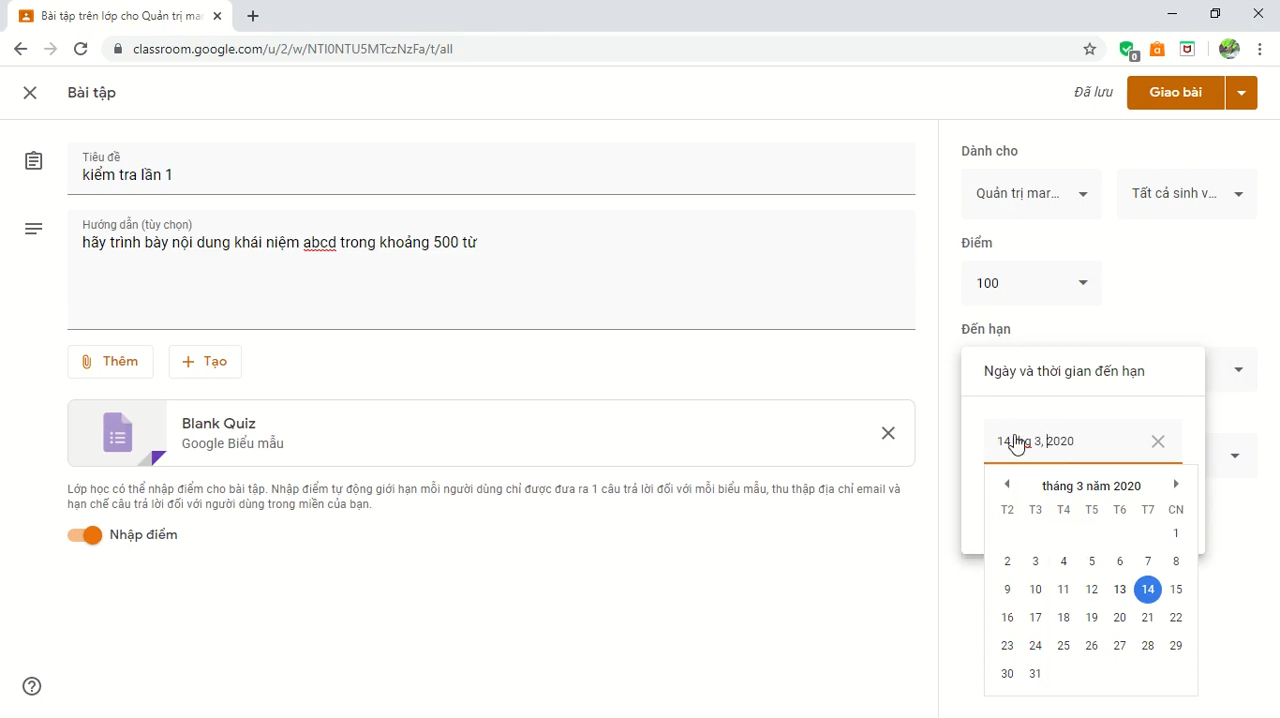 Bài tập trên lớp cho Quản trị mar
classroom.google.com/u/2/w/NTI0NTU5MTczNzFa/t/all
0
Bài tập
Đã lưu
Giao bài
Tiêu đề
kiểm tra lần 1
Hướng dẫn (tùy chọn)
hãy trình bày nội dung khái niệm abcd trong khoảng 500 từ
Thêm
Tạo
Blank Quiz
Google Biểu mẫu
Lớp học có thể nhập điểm cho bài tập. Nhập điểm tự động giới hạn mỗi người dùng chỉ được đưa ra 1 câu trả lời đối với mỗi biểu mẫu, thu thập địa chỉ email và
hạn chế câu trả lời đối với người dùng trong miền của bạn.
Nhập điểm
Dành cho
Quản trị mar...
Tất cả sinh v...
Điểm
100
Đến hạn
Ngày và thời gian đến hạn
14 thg 3, 2020
tháng 3 năm 2020
T2 T3 T4 T5 T6 T7 CN
1
2 3 4 5 6 7 8
9 10 11 12 13 14 15
16 17 18 19 20 21 22
23 24 25 26 27 28 29
30 31